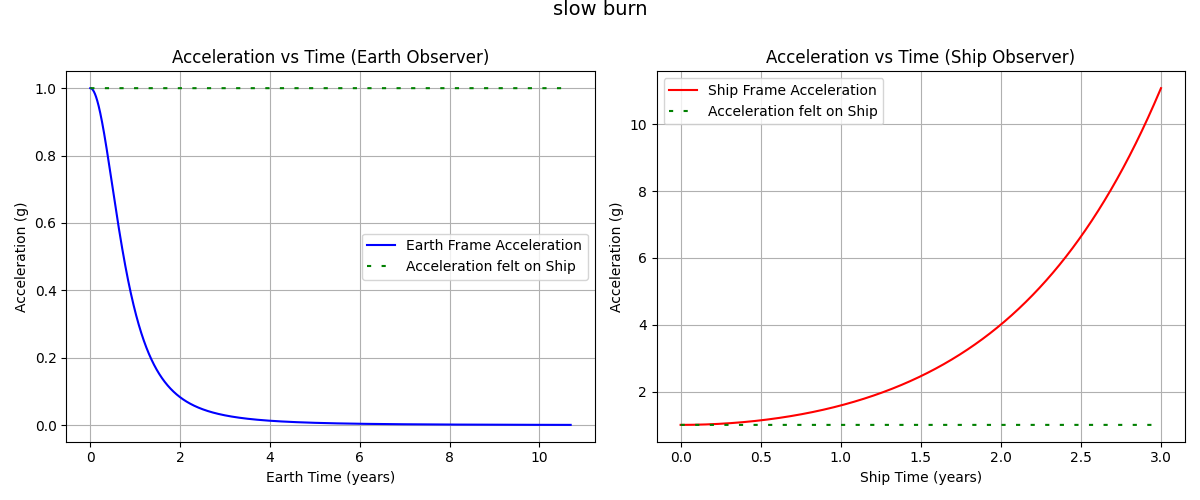 slow burn
Acceleration vs Time (Earth Observer)
Acceleration (g)
1.0
0.8
0.6
0.4
0.2
0.0
Earth Frame Acceleration
Acceleration felt on Ship
0
2
4
6
8
10
Earth Time (years)
Acceleration vs Time (Ship Observer)
Acceleration (g)
Ship Frame Acceleration
Acceleration felt on Ship
10
8
6
4
2
0.0
0.5
1.0
1.5
2.0
2.5
3.0
Ship Time (years)